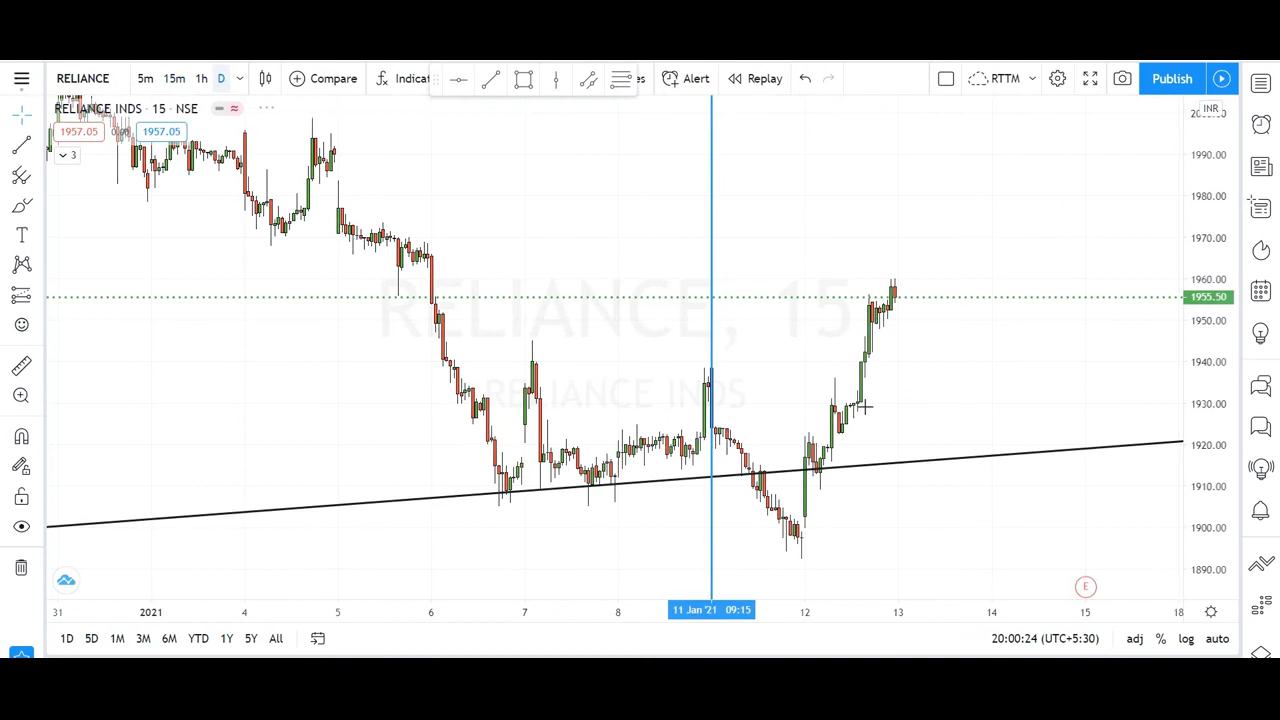 RELIANCE 5m 15m 1h D Compare Indicat es Alert Replay RTTM Publish
RELIANCE INDS · 15 · NSE
INR
1957.05 0.00 1957.05
3
1990.00
1980.00
1970.00
1960.00
1955.50
1950.00
1940.00
1930.00
1920.00
1910.00
1900.00
1890.00
RELIANCE, 15
RELIANCE INDS
E
31 2021 4 5 6 7 8 11 Jan '21 09:15 12 13 14 15 18
1D 5D 1M 3M 6M YTD 1Y 5Y All 20:00:24 (UTC+5:30) adj % log auto